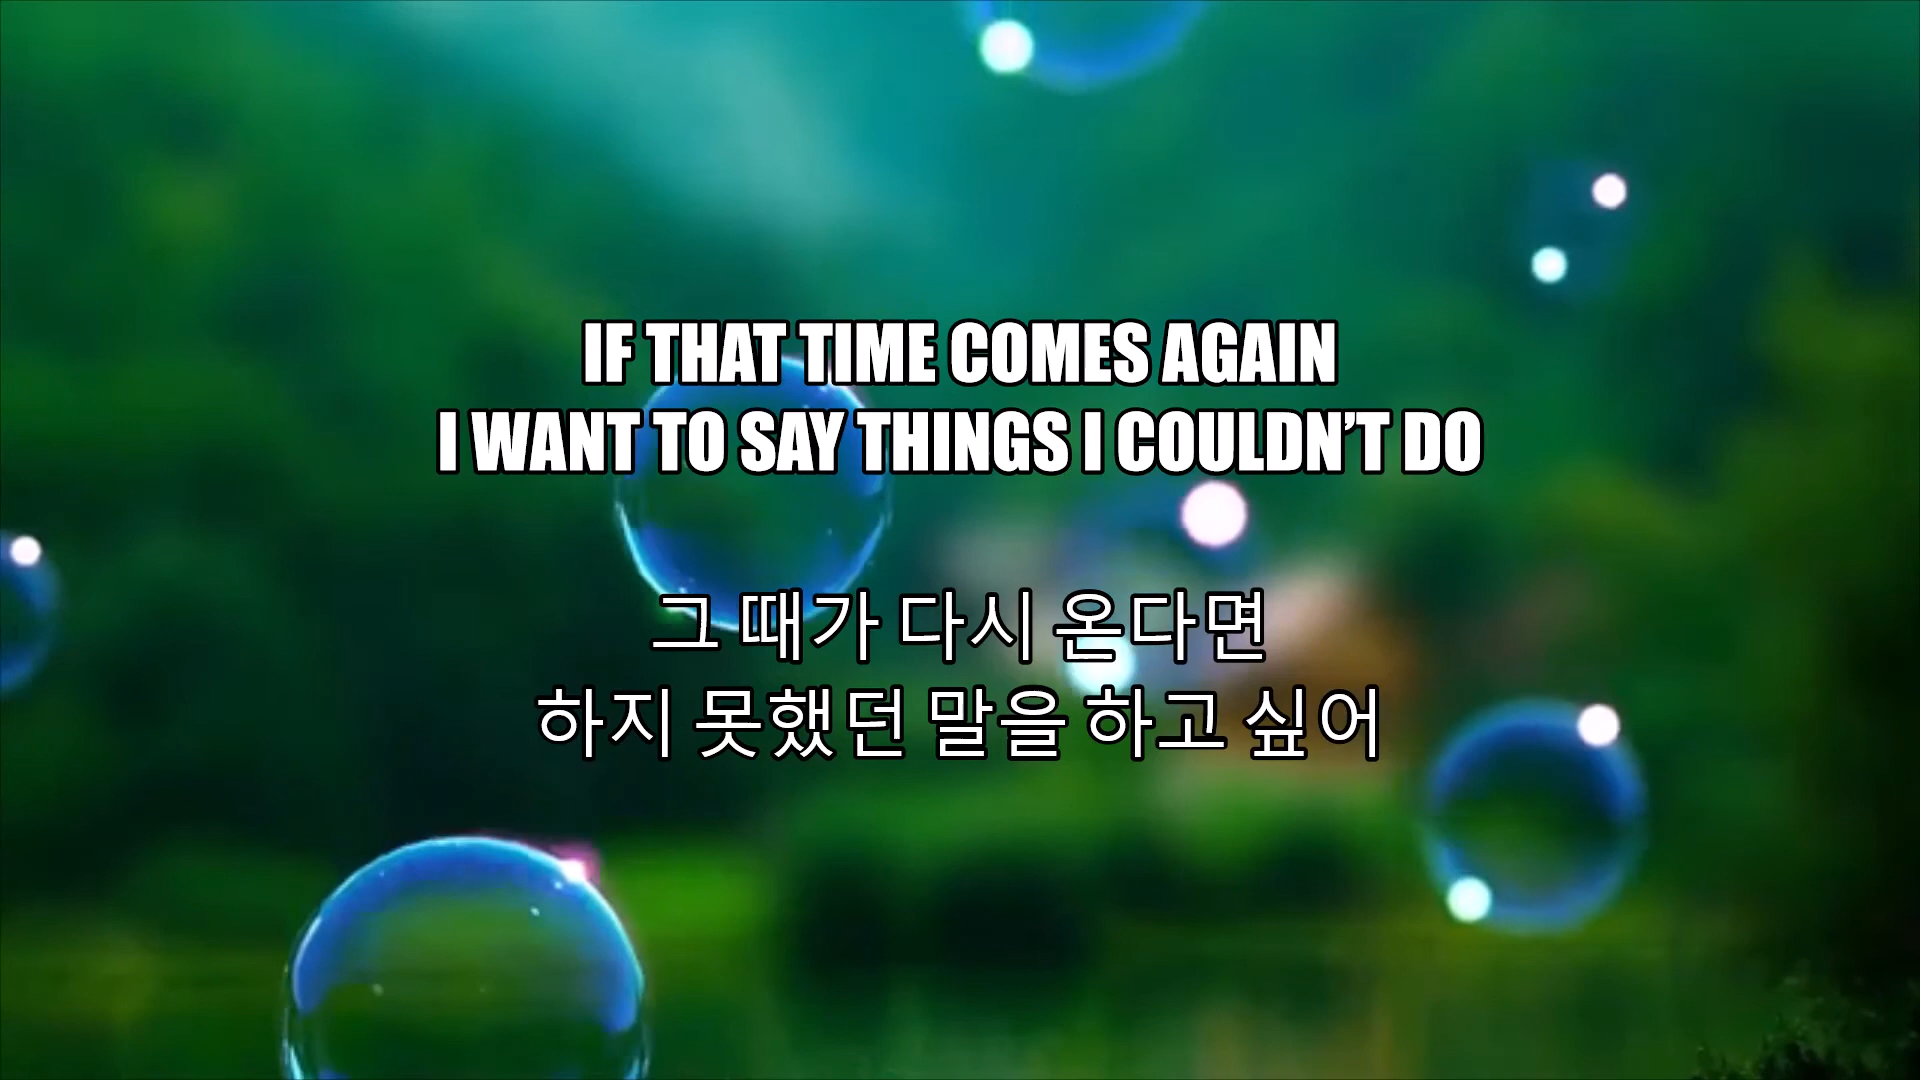 IF THAT TIME COMES AGAIN
I WANT TO SAY THINGS I COULDN’T DO
그 때가 다시 온다면
하지 못했던 말을 하고 싶어